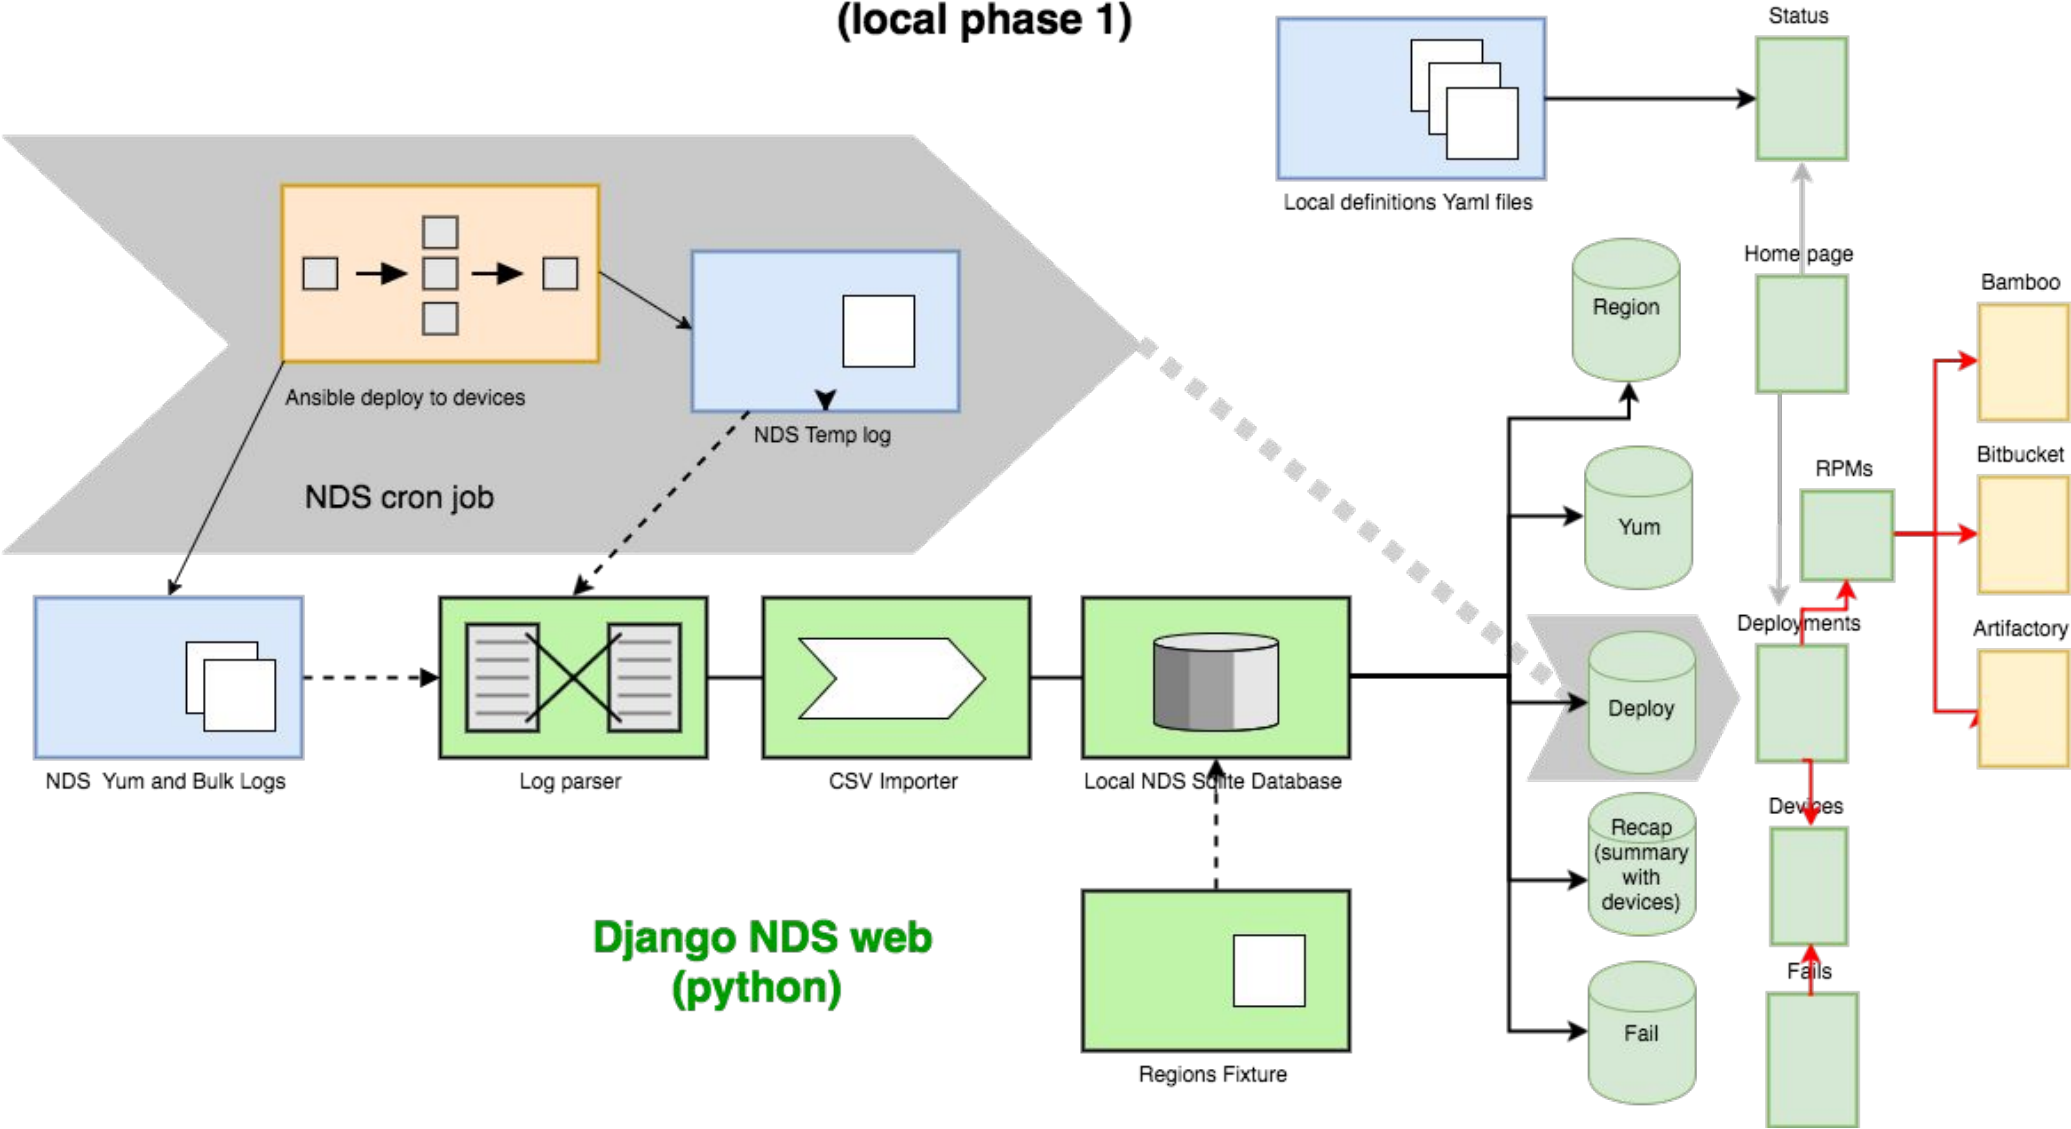 (local phase 1)
Status
Local definitions Yaml files
Home page
Region
Bamboo
Ansible deploy to devices
NDS Temp log
NDS cron job
Bitbucket
RPMs
Yum
Deployments
Artifactory
Deploy
NDS Yum and Bulk Logs
Log parser
CSV Importer
Local NDS Sqlite Database
Devices
Recap
(summary
with
devices)
Django NDS web
(python)
Fails
Fail
Regions Fixture